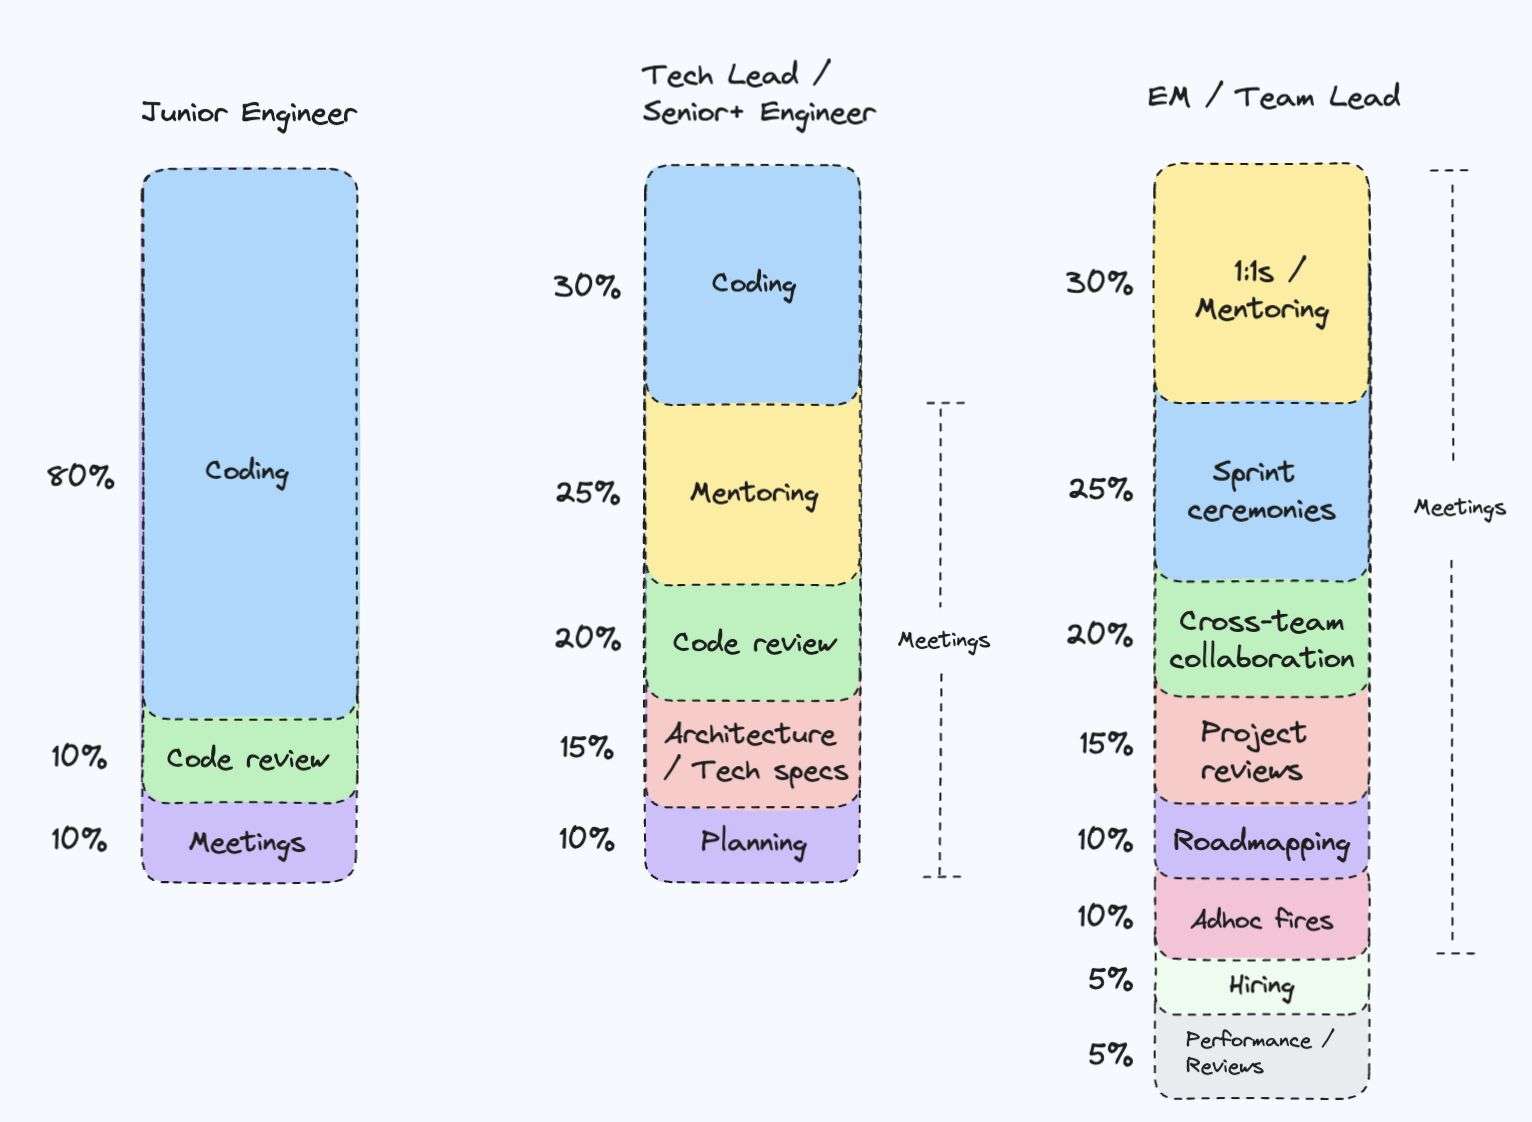 Junior Engineer
80%
Coding
10%
Code review
10%
Meetings
Tech Lead /
Senior+ Engineer
30%
Coding
25%
Mentoring
20%
Code review
15%
Architecture
/ Tech specs
10%
Planning
Meetings
EM / Team Lead
30%
1:1s /
Mentoring
25%
Sprint
ceremonies
20%
Cross-team
collaboration
15%
Project
reviews
10%
Roadmapping
10%
Adhoc fires
5%
Hiring
5%
Performance /
Reviews
Meetings